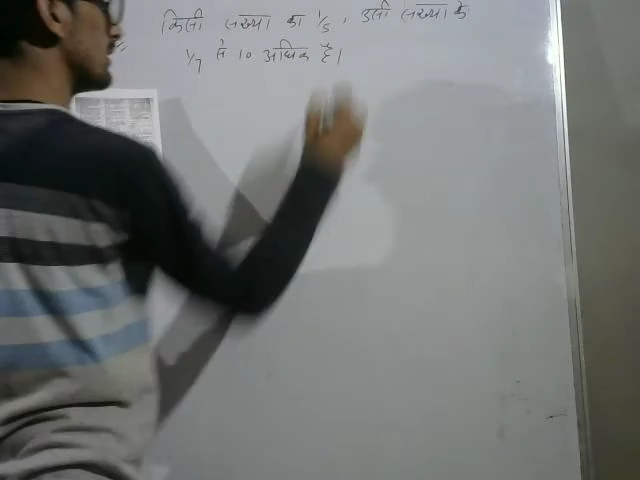 किसी संख्या का 1/5, उसी संख्या के
1/7 से 10 अधिक है।